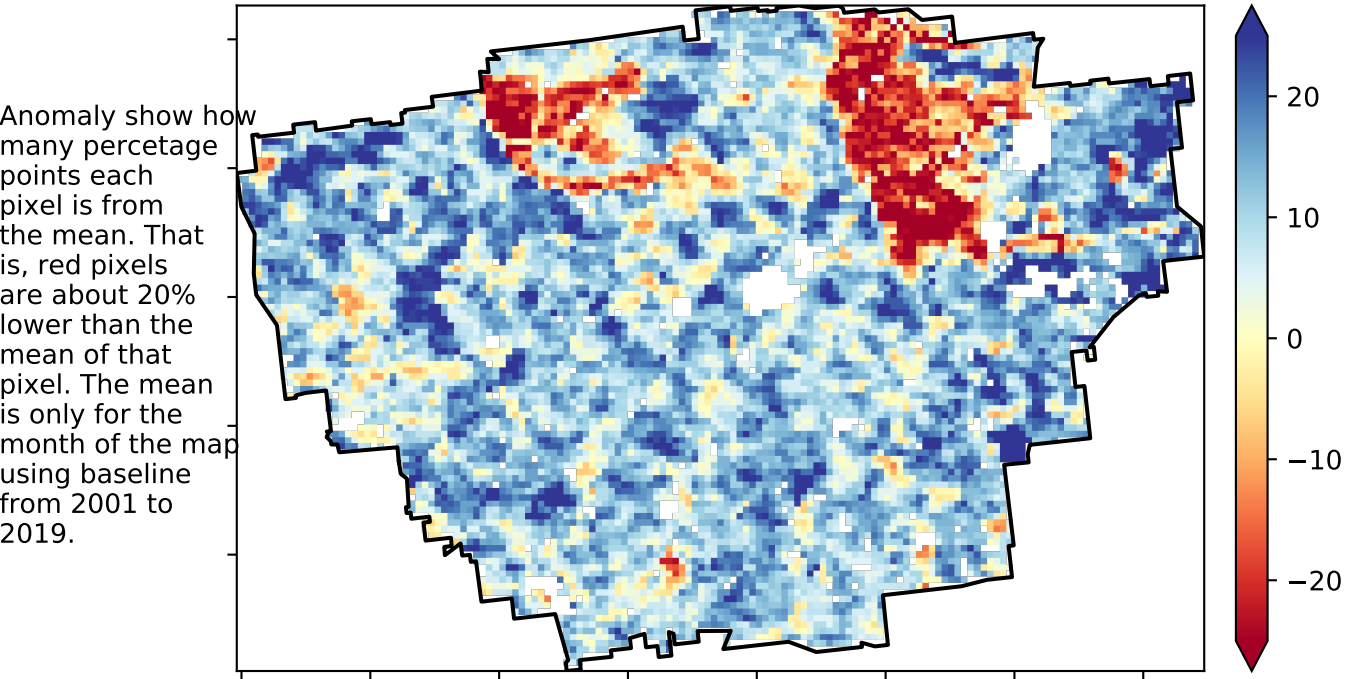 Anomaly show how
many percetage
points each
pixel is from
the mean. That
is, red pixels
are about 20%
lower than the
mean of that
pixel. The mean
is only for the
month of the map
using baseline
from 2001 to
2019.
20
10
0
−10
−20